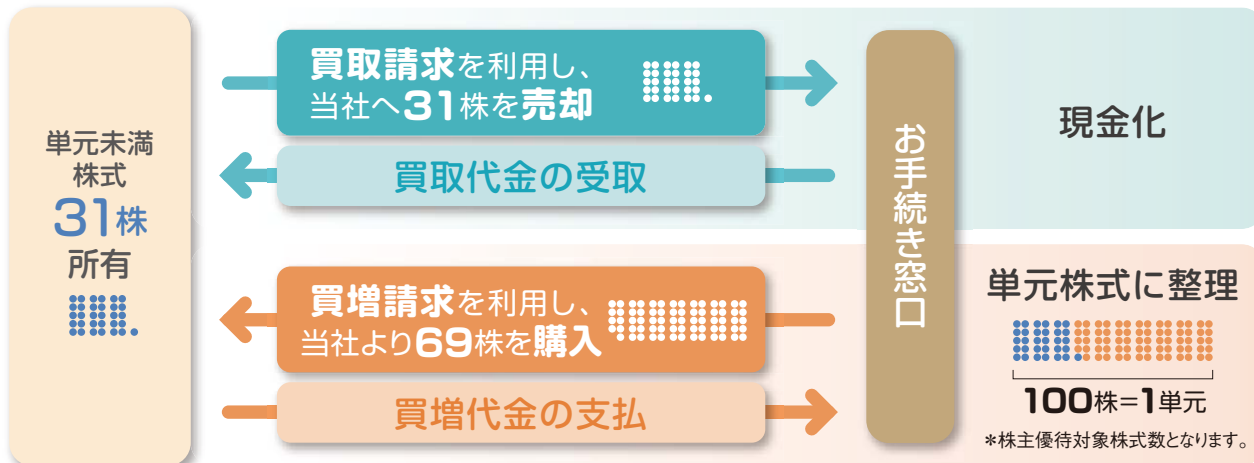 単元未満
株式
31株
所有
買取請求を利用し、
当社へ31株を売却
買取代金の受取
お手続き窓口
現金化
買増請求を利用し、
当社より69株を購入
買増代金の支払
単元株式に整理
100株=1単元
*株主優待対象株式数となります。